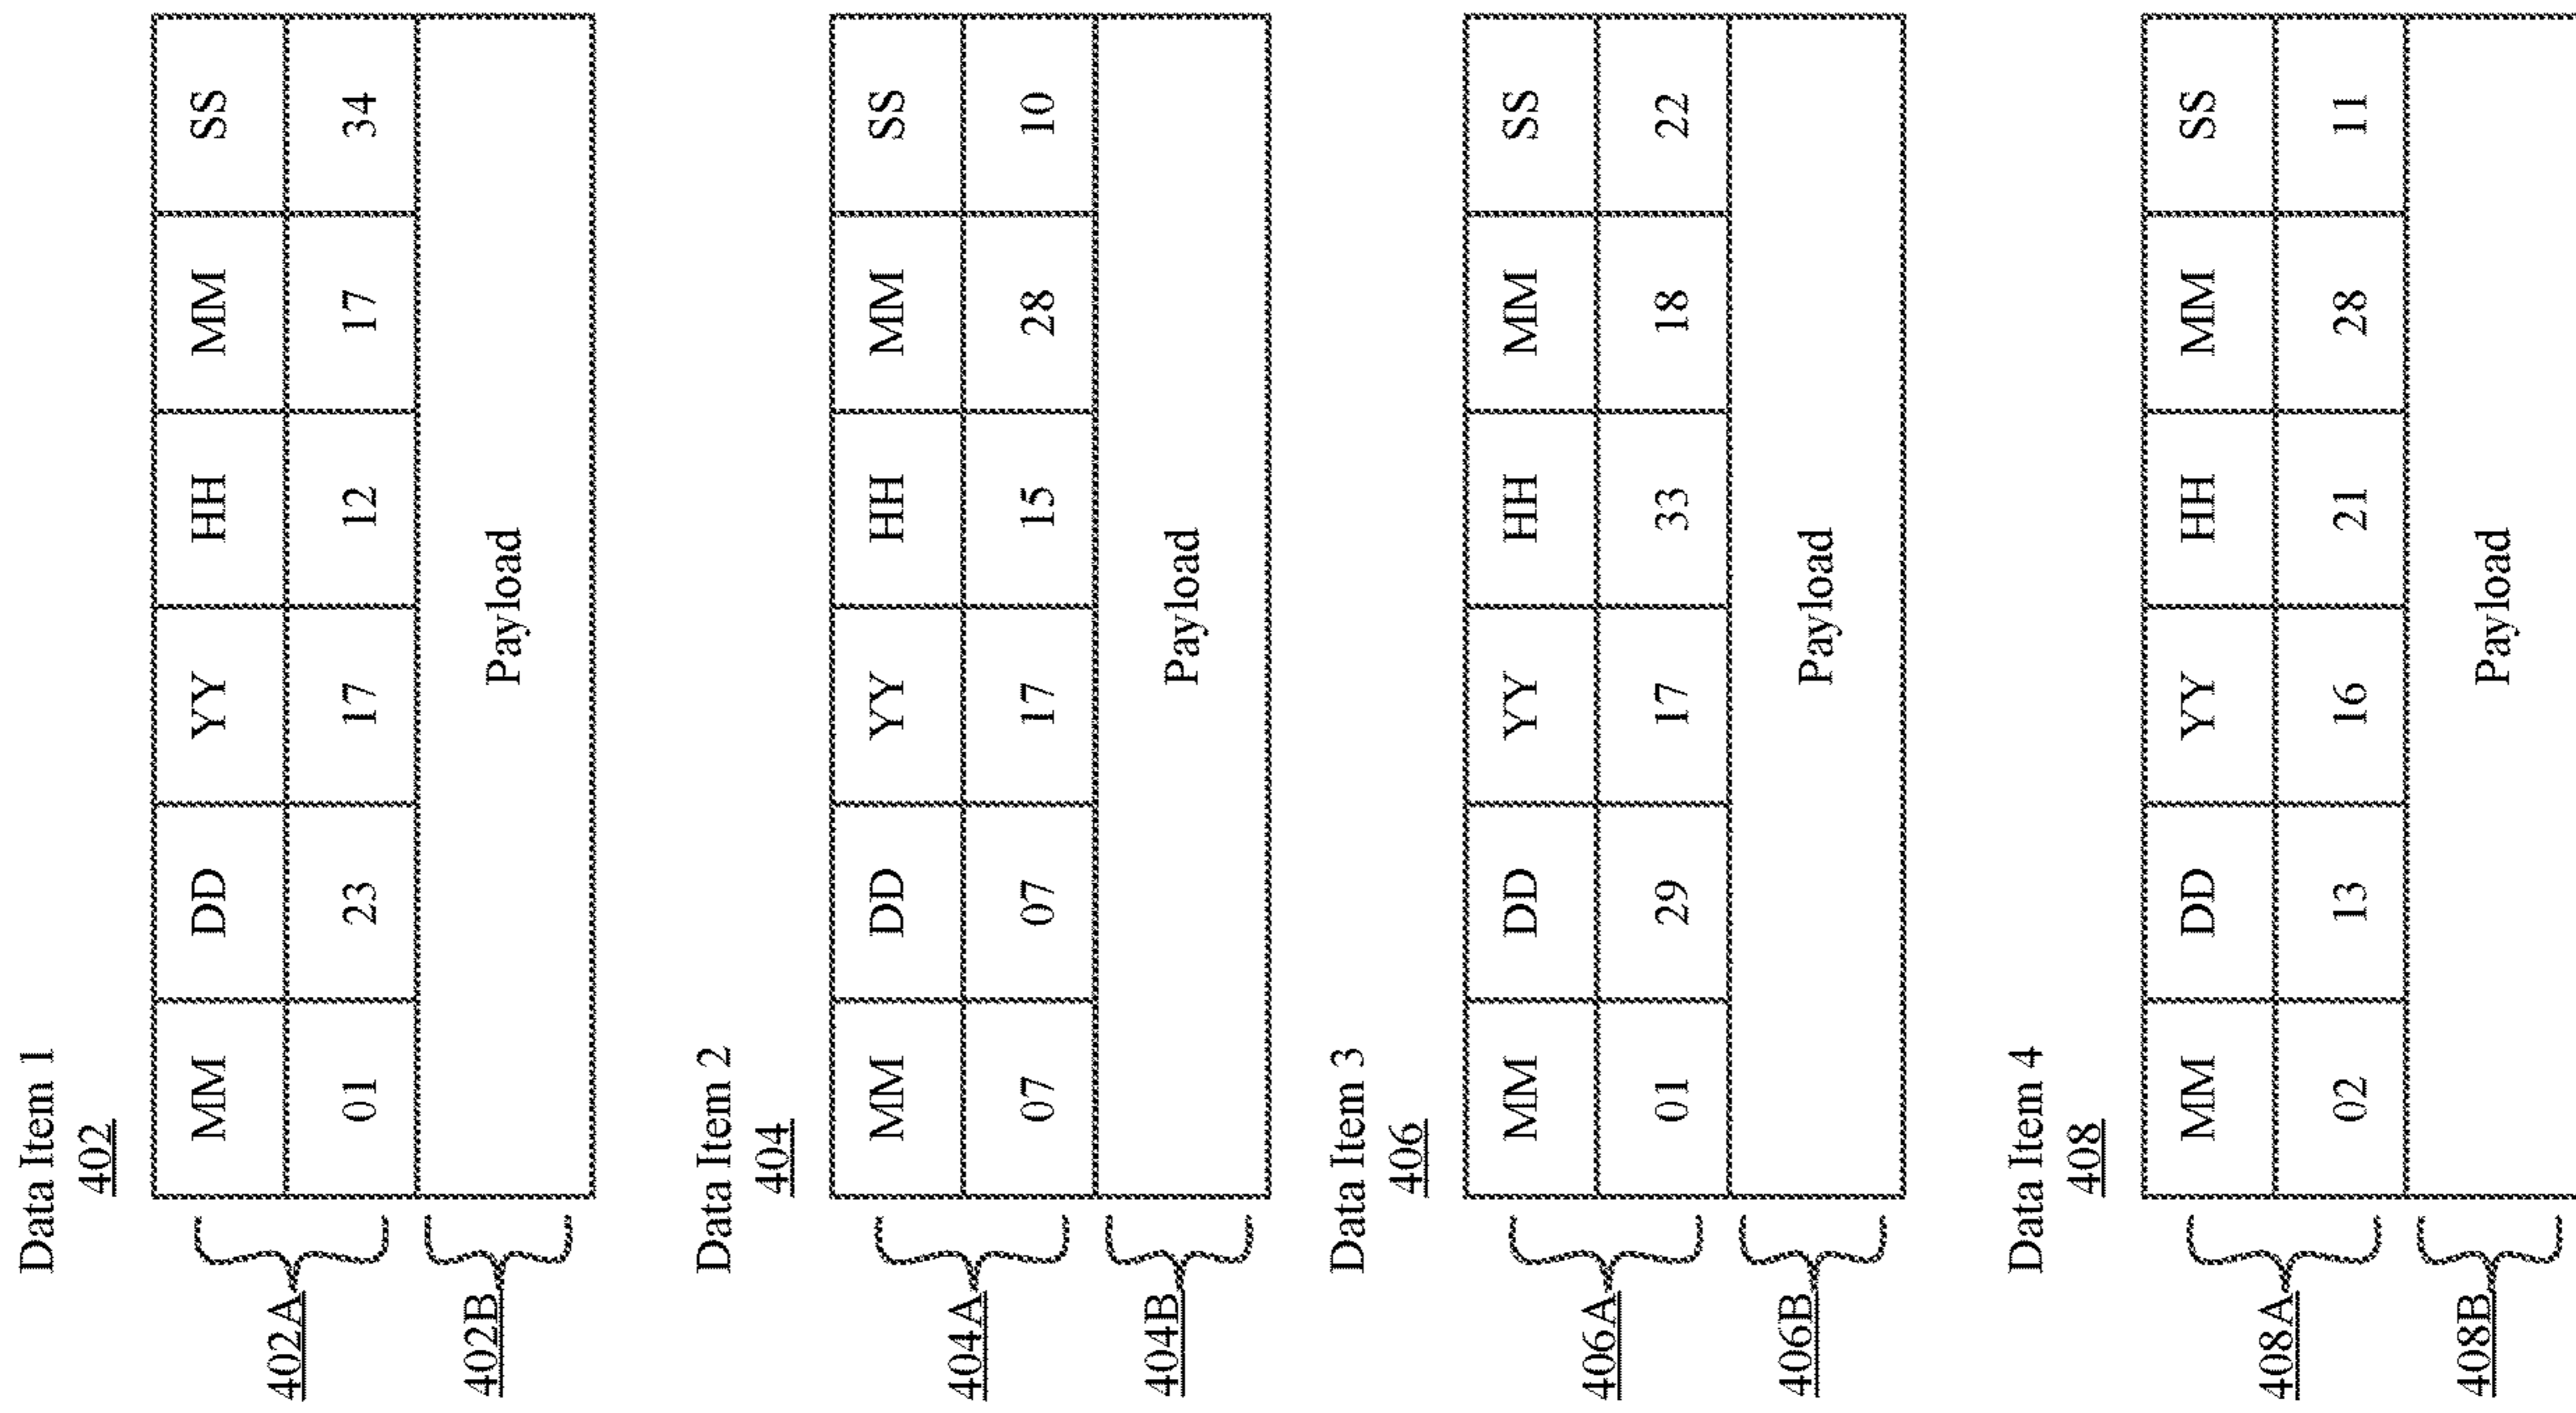 Data Item 1
402
402A
MM DD YY HH MM SS
01 23 17 12 17 34
402B
Payload
Data Item 2
404
404A
MM DD YY HH MM SS
07 07 17 15 28 10
404B
Payload
Data Item 3
406
406A
MM DD YY HH MM SS
01 29 17 33 18 22
406B
Payload
Data Item 4
408
408A
MM DD YY HH MM SS
02 13 16 21 28 11
408B
Payload